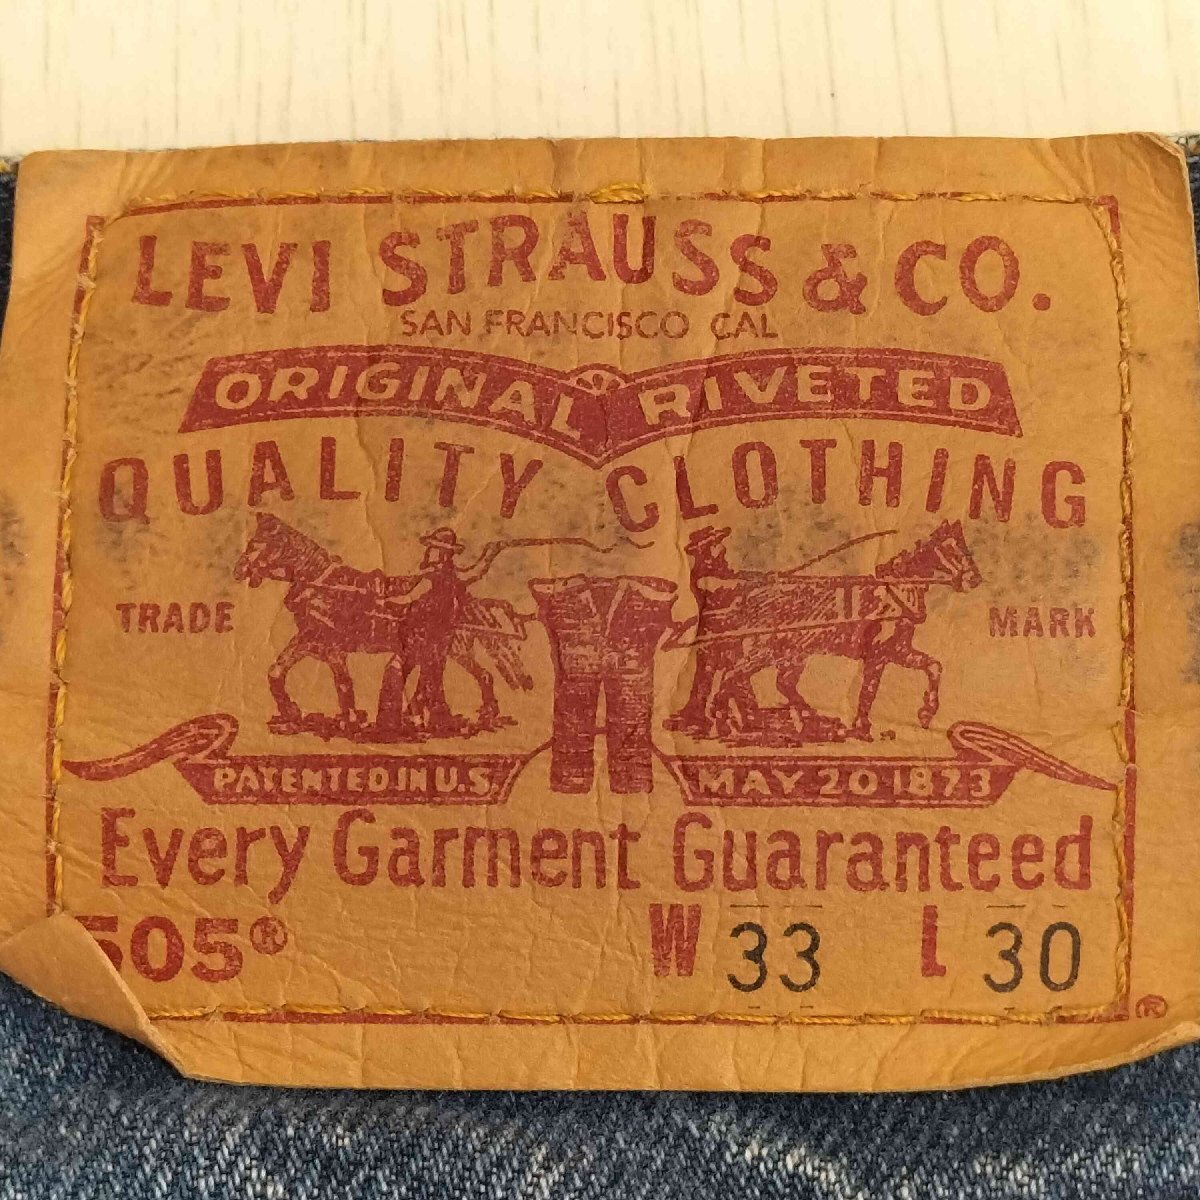 LEVI STRAUSS & CO.
SAN FRANCISCO CAL
ORIGINAL RIVETED
QUALITY CLOTHING
TRADE MARK
PATENTED IN U.S. MAY 20 1873
Every Garment Guaranteed
505® W 33 L 30
®